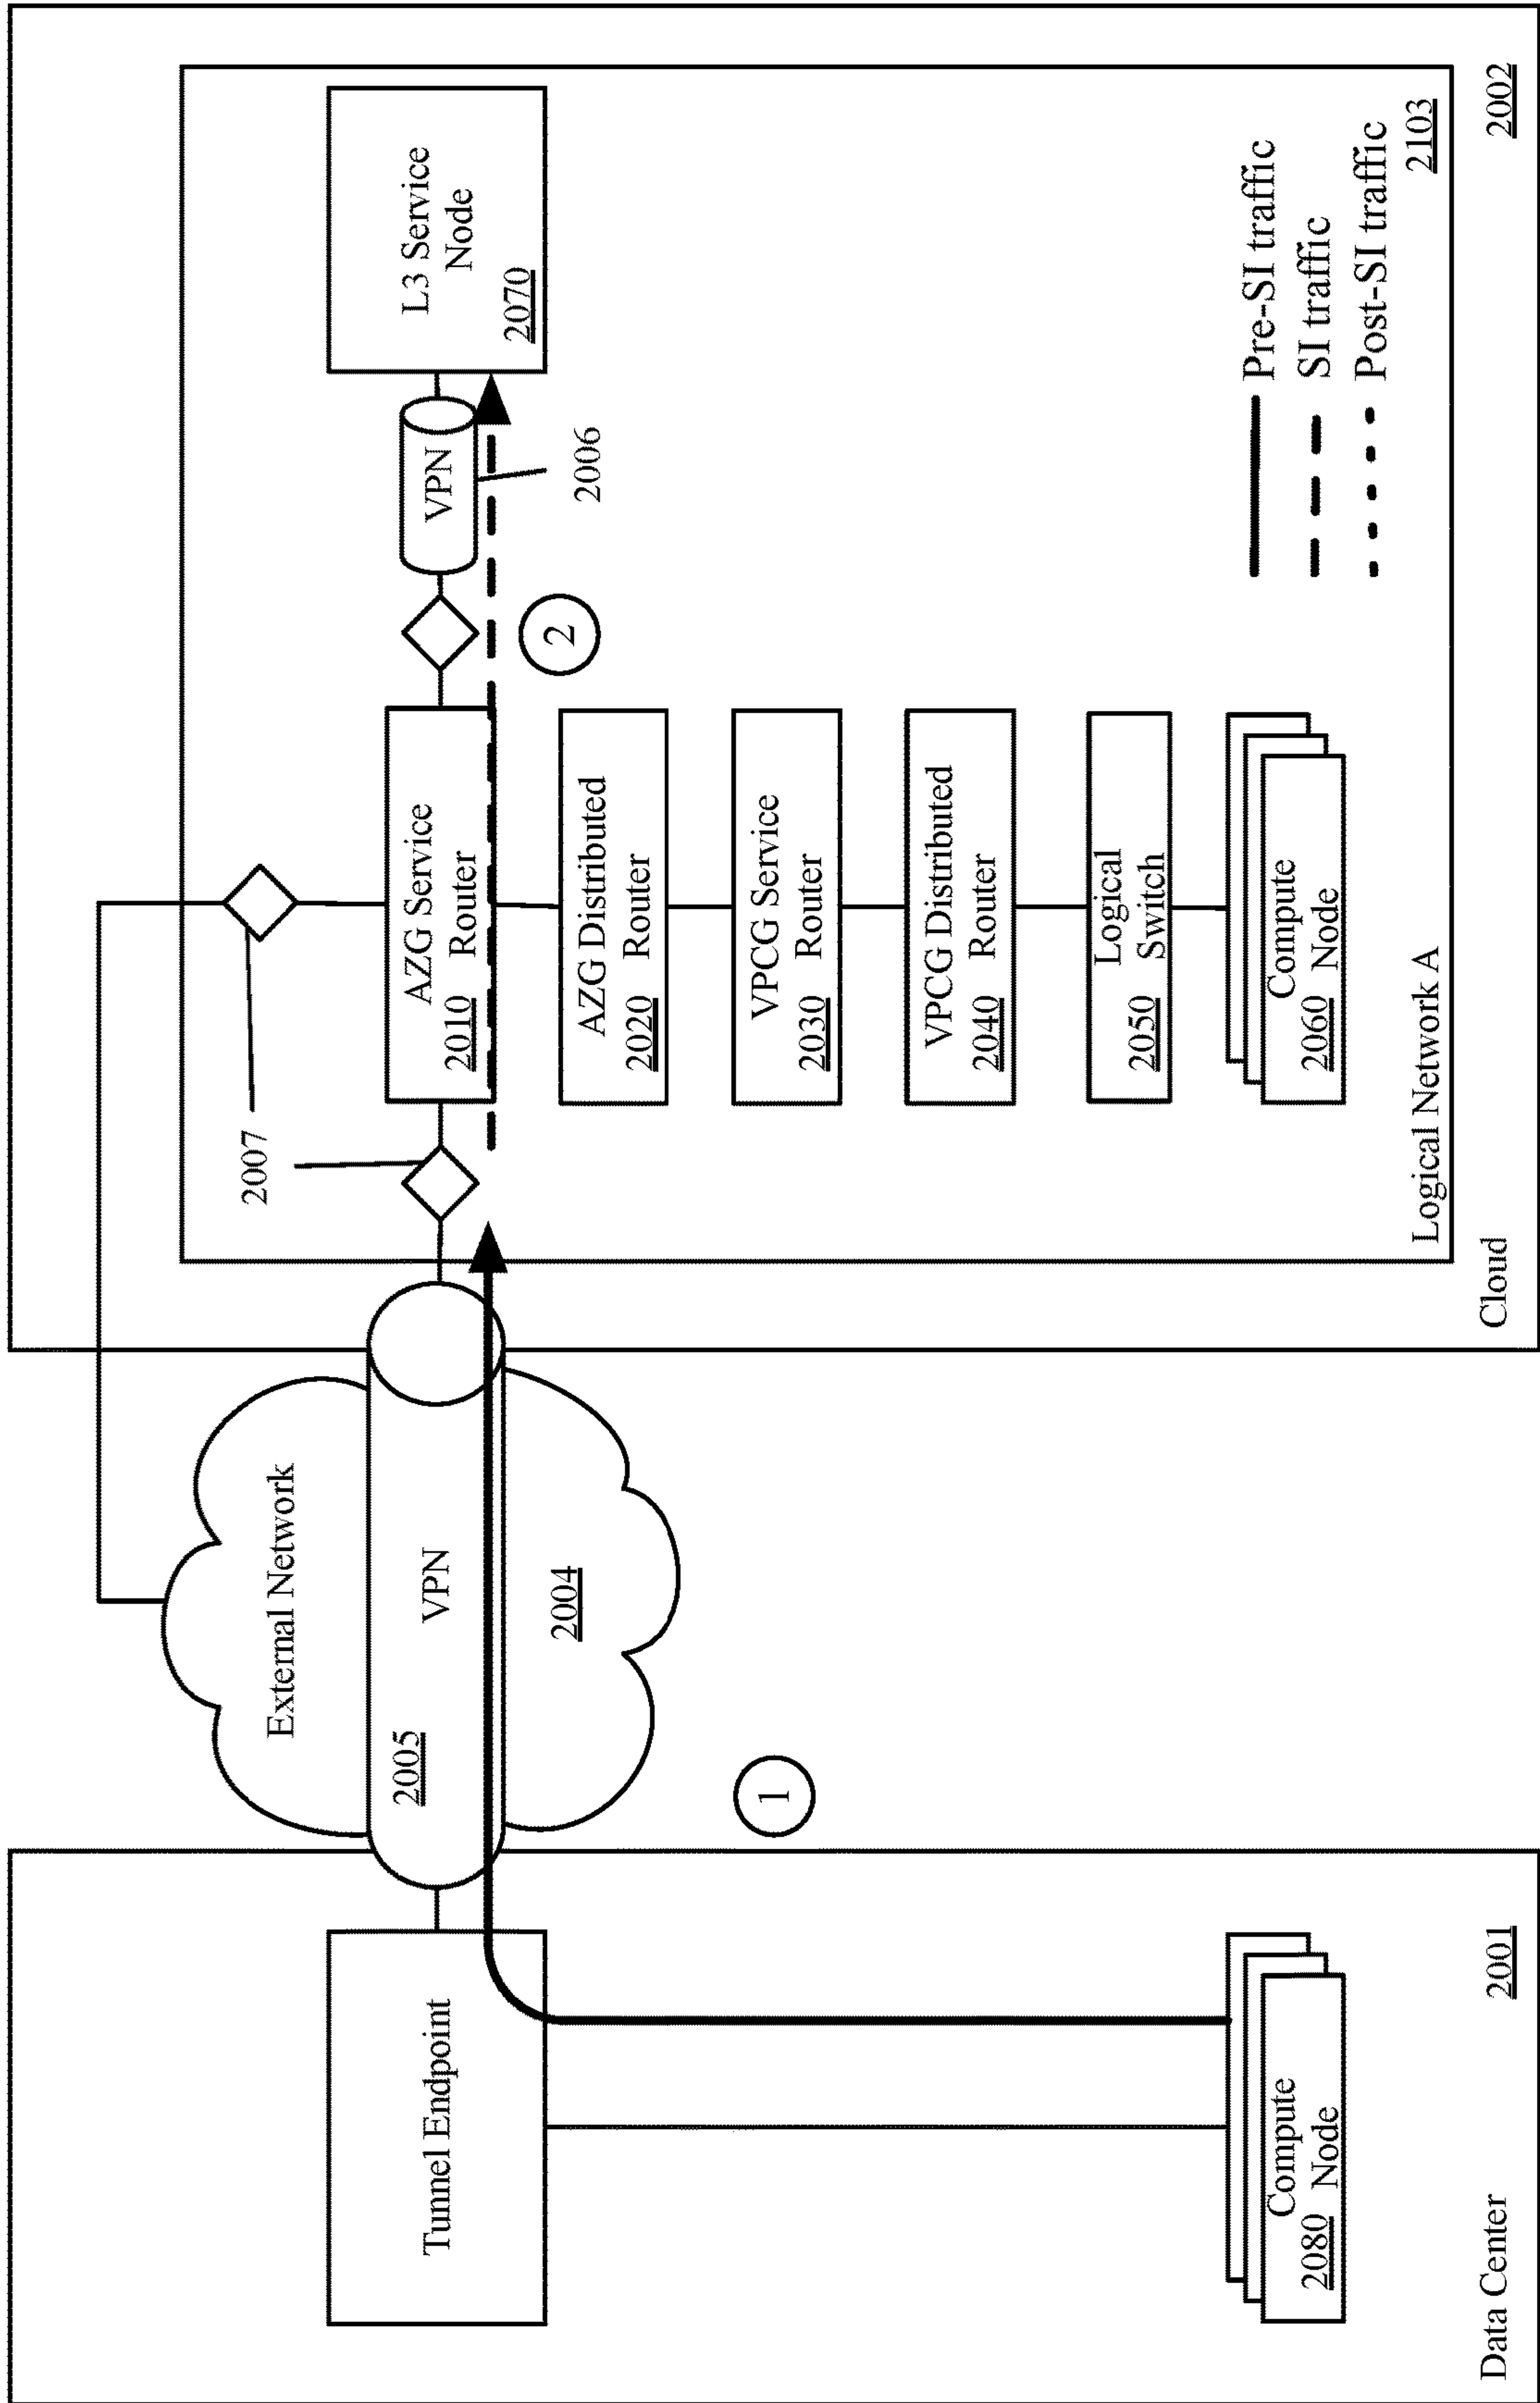 Data Center
2001
Tunnel Endpoint
Compute
Node
2080
External Network
VPN
2005
2004
1
Cloud
2002
Logical Network A
2103
2007
AZG Service
Router
2010
AZG Distributed
Router
2020
VPCG Service
Router
2030
VPCG Distributed
Router
2040
Logical
Switch
2050
Compute
Node
2060
2
VPN
2006
L3 Service
Node
2070
Pre-SI traffic
SI traffic
Post-SI traffic